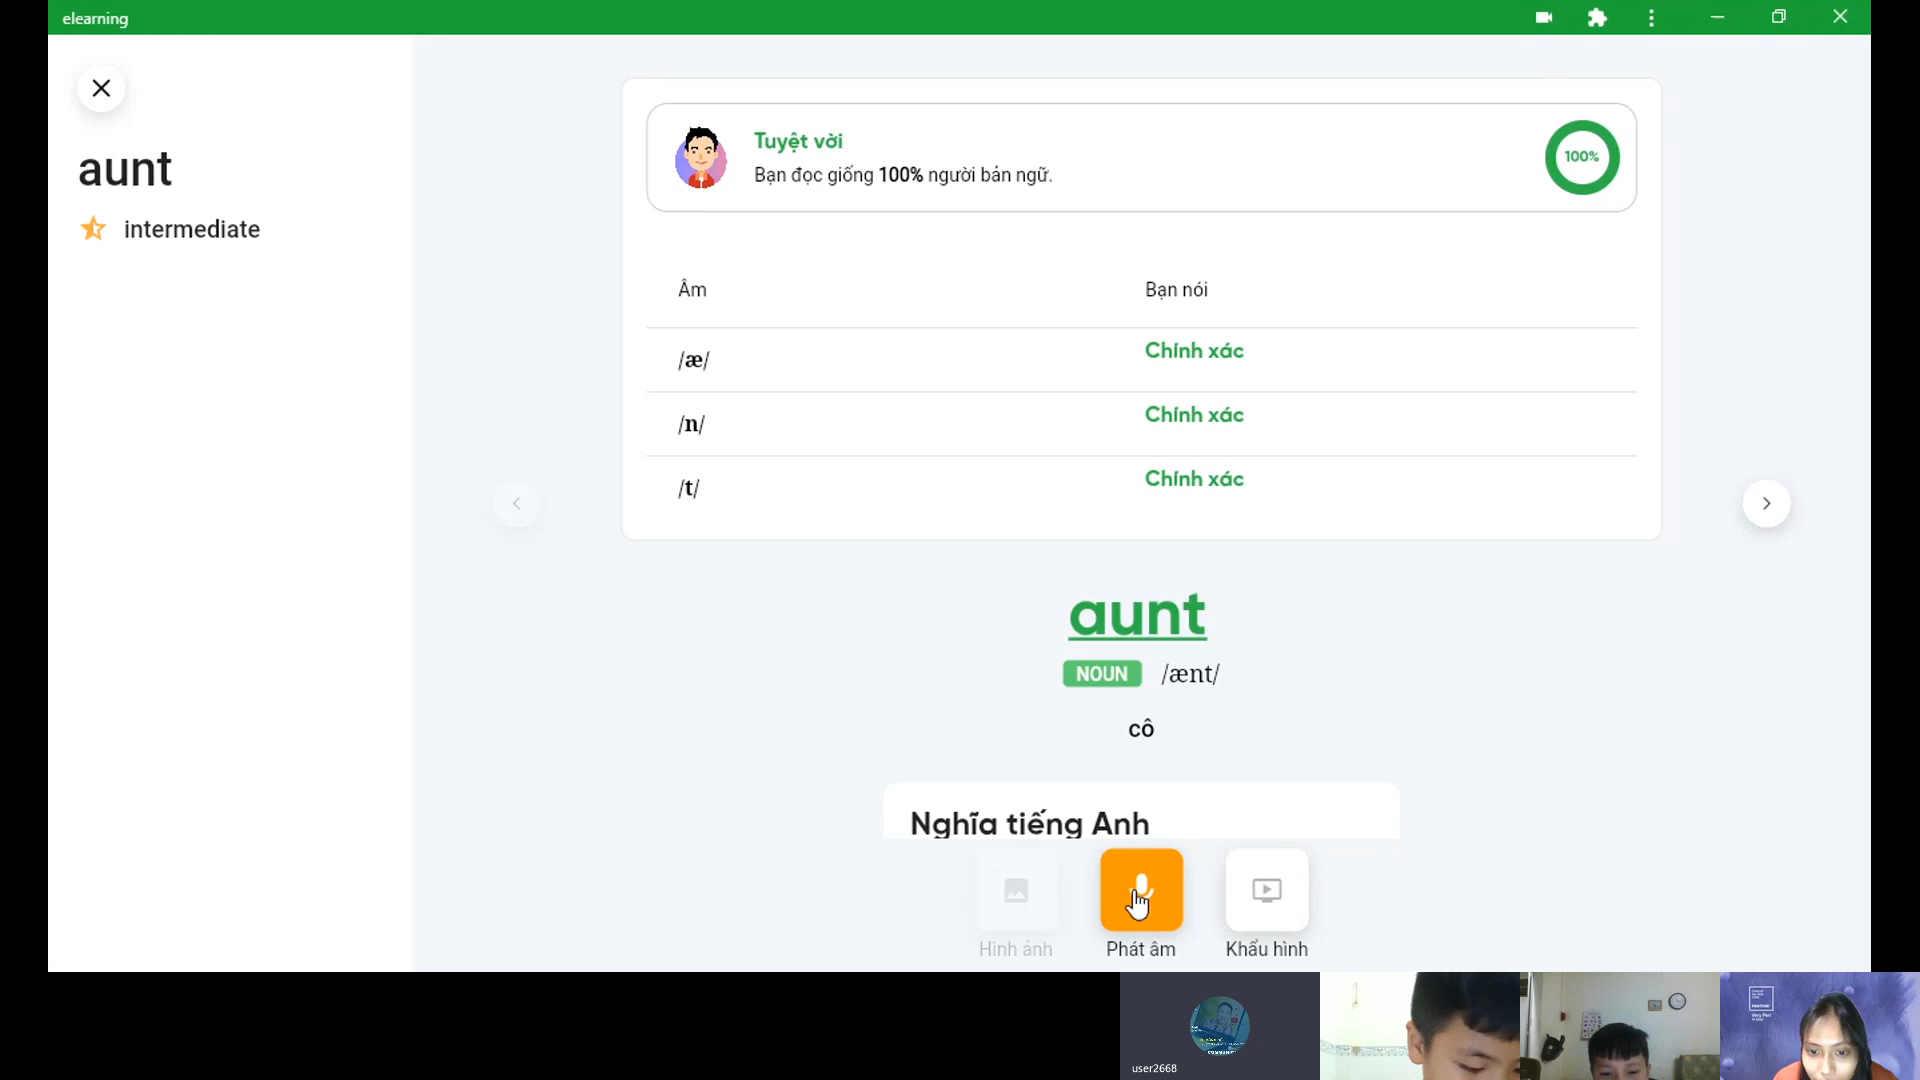 elearning
aunt
intermediate
Tuyệt vời
Bạn đọc giống 100% người bản ngữ.
100%
Âm
Bạn nói
/æ/
Chính xác
/n/
Chính xác
/t/
Chính xác
aunt
NOUN
/ænt/
cô
Nghĩa tiếng Anh
Hình ảnh
Phát âm
Khẩu hình
user2668